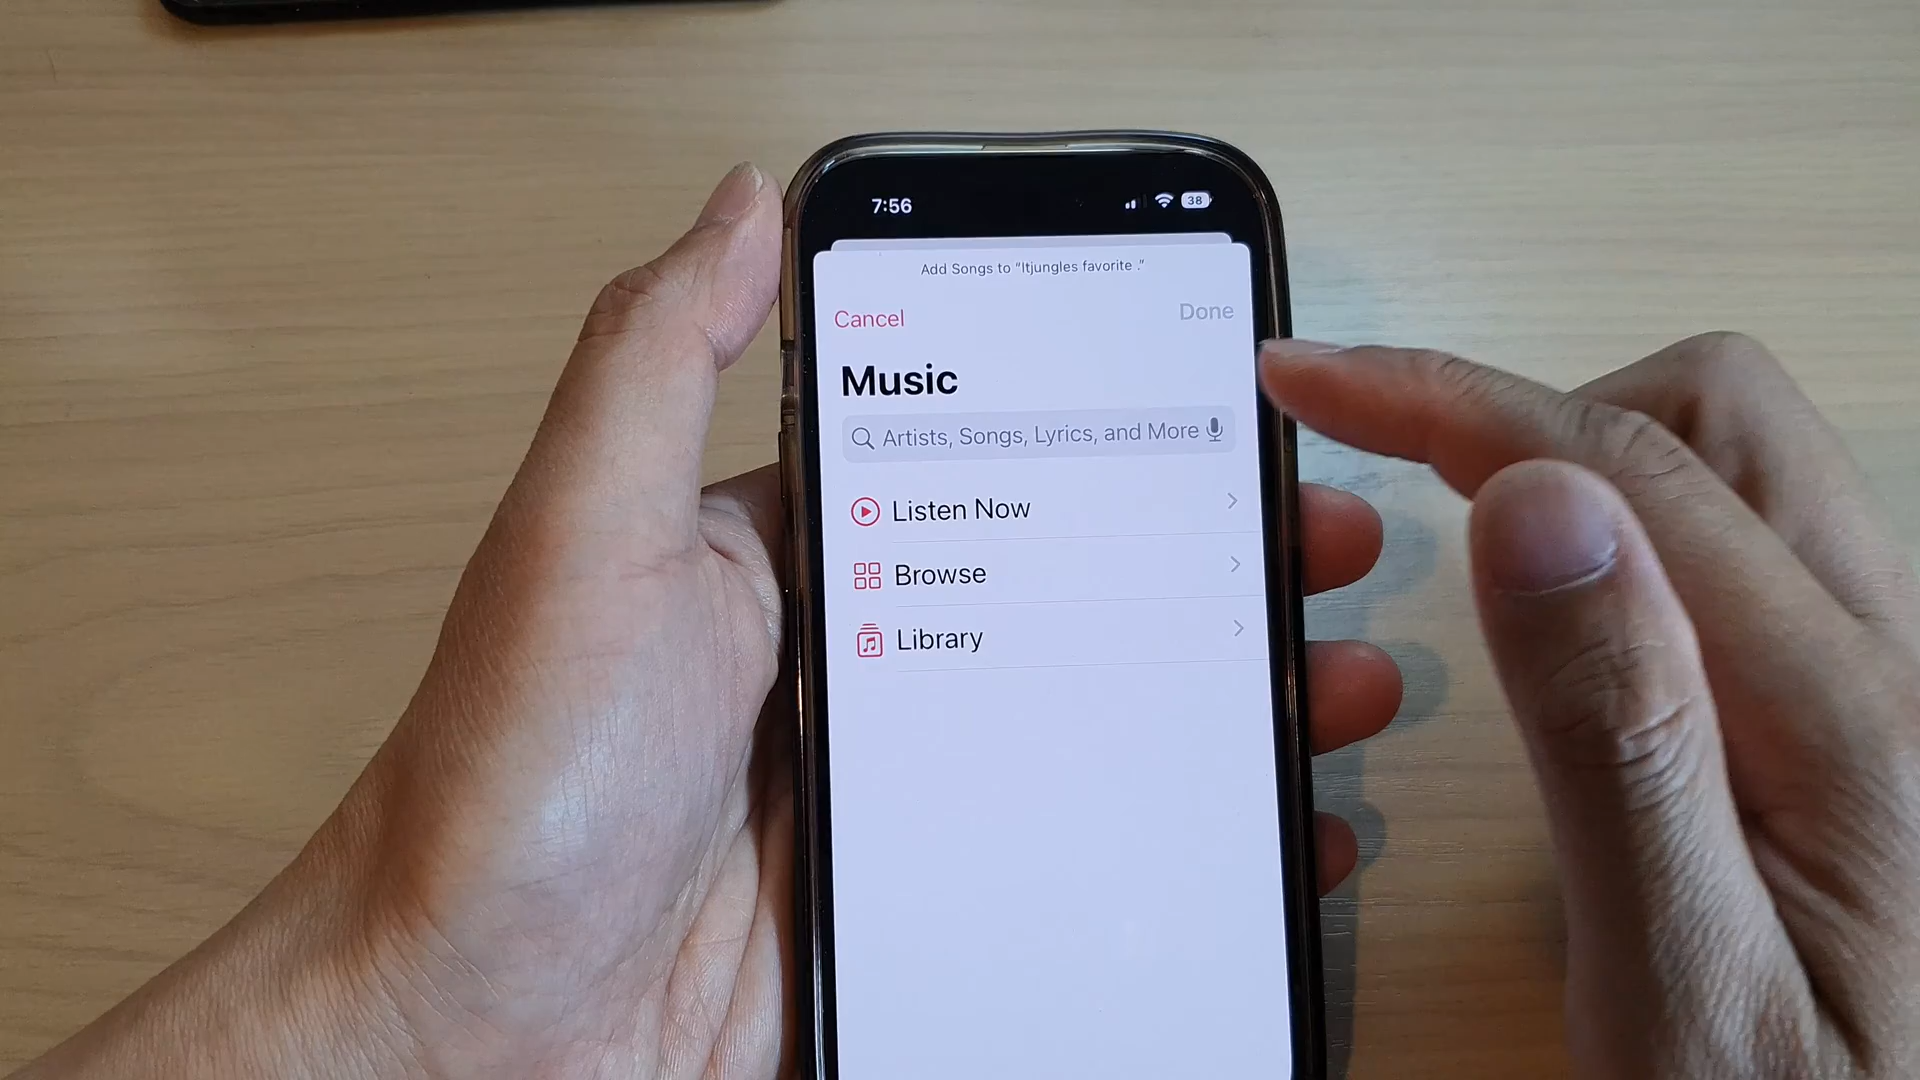 7:56
38
Add Songs to “Itjungles favorite .”
Cancel
Done
Music
Artists, Songs, Lyrics, and More
Listen Now
Browse
Library